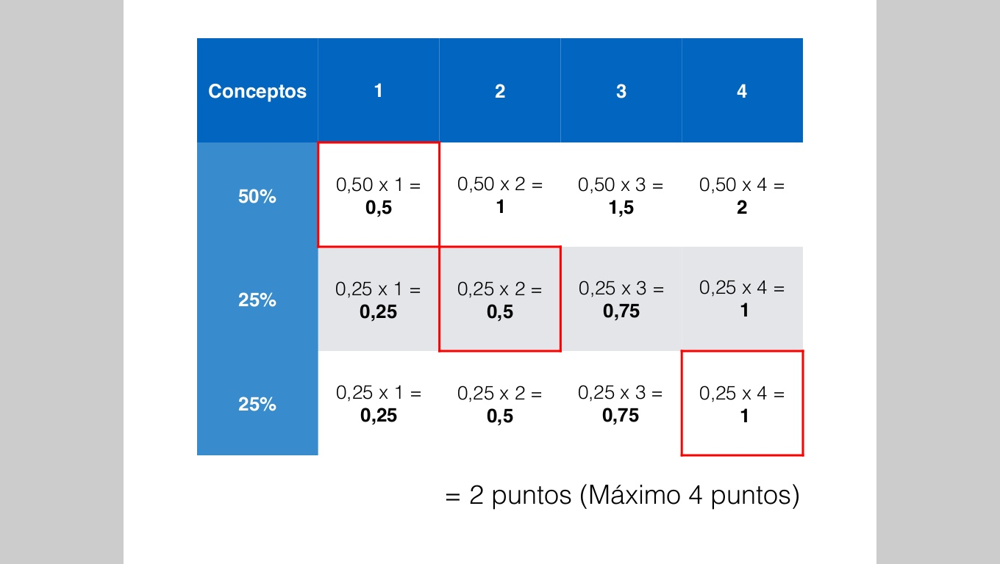 Conceptos 1 2 3 4
50% 0,50 x 1 = 0,50 x 2 = 0,50 x 3 = 0,50 x 4 =
0,5 1 1,5 2
25% 0,25 x 1 = 0,25 x 2 = 0,25 x 3 = 0,25 x 4 =
0,25 0,5 0,75 1
25% 0,25 x 1 = 0,25 x 2 = 0,25 x 3 = 0,25 x 4 =
0,25 0,5 0,75 1
= 2 puntos (Máximo 4 puntos)